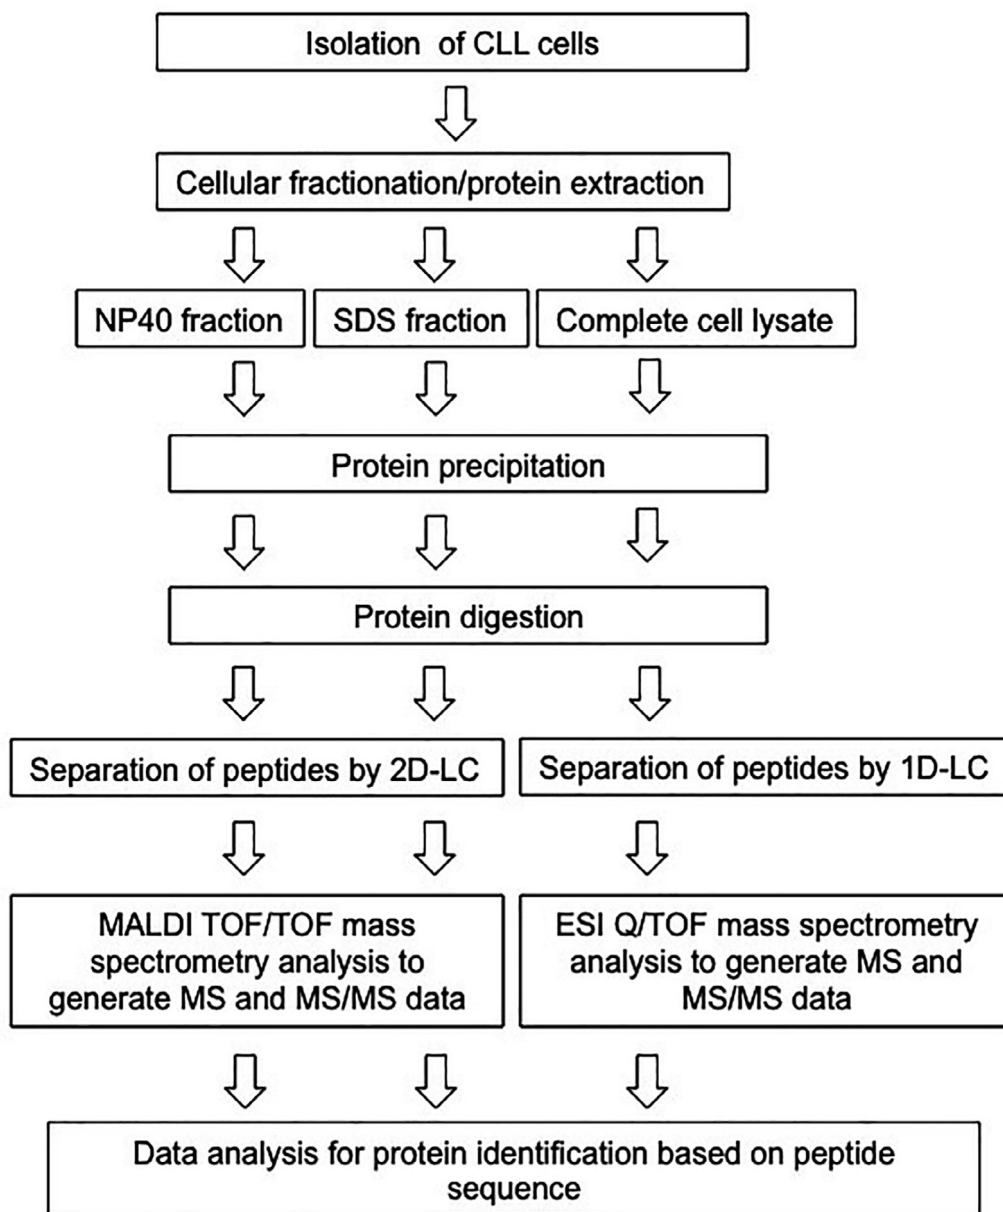 Isolation of CLL cells
Cellular fractionation/protein extraction
NP40 fraction
SDS fraction
Complete cell lysate
Protein precipitation
Protein digestion
Separation of peptides by 2D-LC
Separation of peptides by 1D-LC
MALDI TOF/TOF mass
spectrometry analysis to
generate MS and MS/MS data
ESI Q/TOF mass spectrometry
analysis to generate MS and
MS/MS data
Data analysis for protein identification based on peptide
sequence